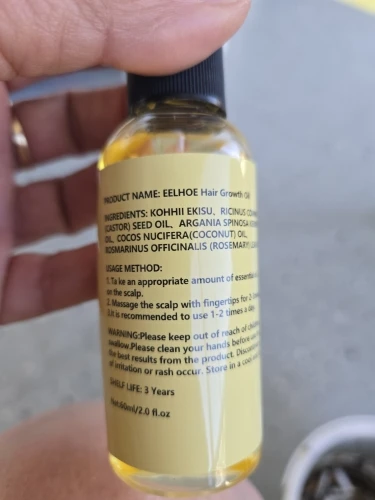 PRODUCT NAME: EELHOE Hair Growth Oil
INGREDIENTS: KOHHII EKISU、RICINUS
(CASTOR) SEED OIL、ARGANIA SPINOSA
OIL、COCOS NUCIFERA(COCONUT) OIL、
ROSMARINUS OFFICINALIS (ROSEMARY)
USAGE METHOD:
1. Ta ke an appropriate amount of essential
on the scalp.
2. Massage the scalp with fingertips for 2-
3.It is recommended to use 1-2 times a
WARNING:Please keep out of reach of
swallow.Please clean your hands before
the best results from the product.
of irritation or rash occur. Store in a cool
SHELF LIFE: 3 Years
Net:60ml/2.0 fl.oz